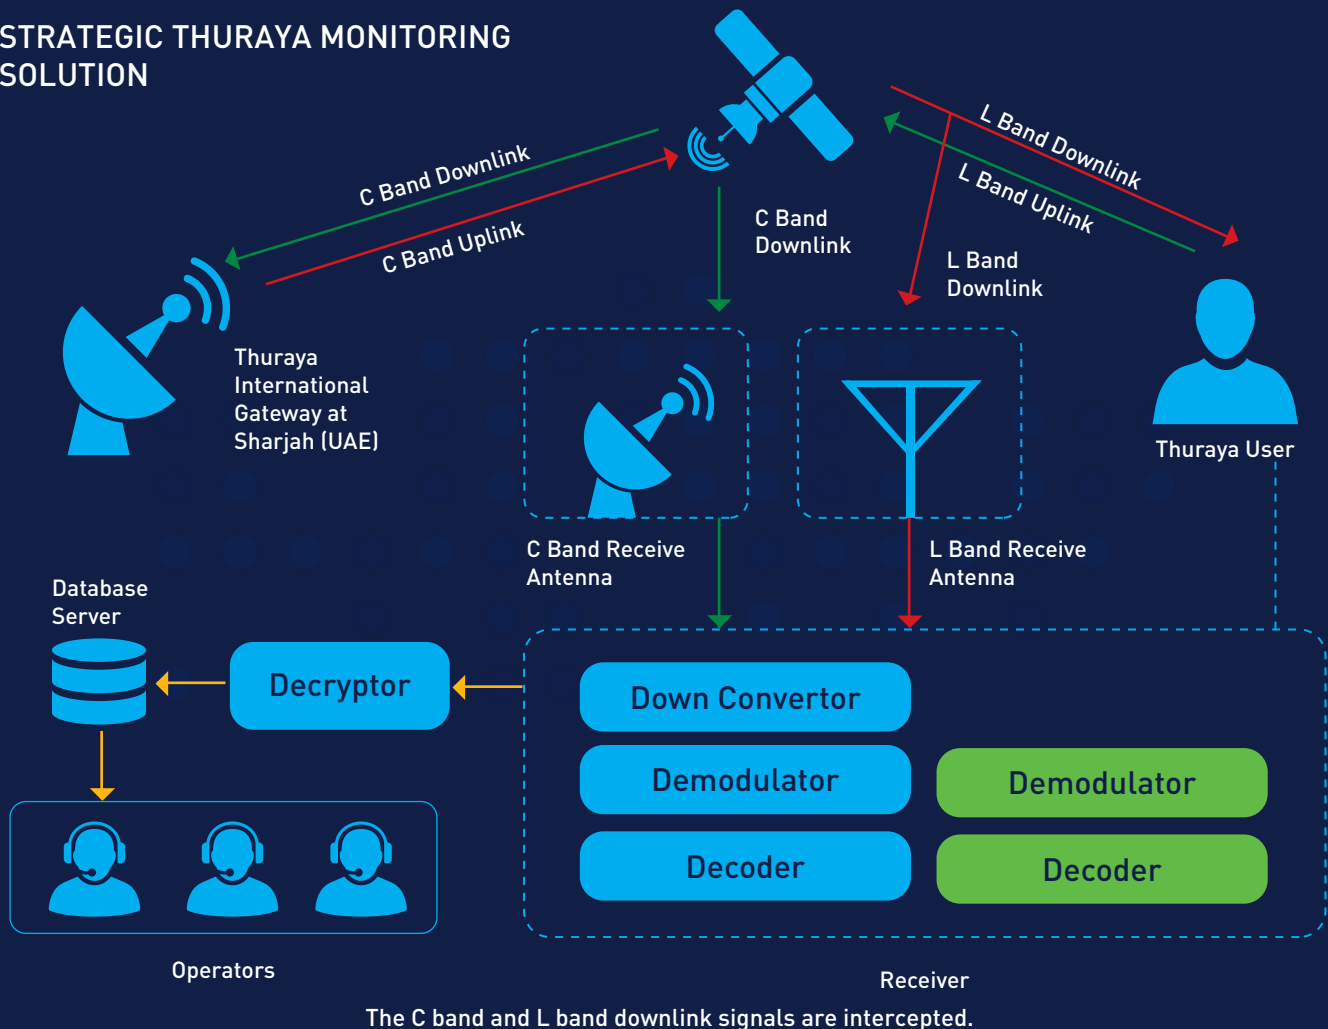 STRATEGIC THURAYA MONITORING
SOLUTION
C Band Downlink
C Band Uplink
C Band
Downlink
L Band Downlink
L Band Uplink
L Band
Downlink
Thuraya
International
Gateway at
Sharjah (UAE)
Thuraya User
C Band Receive
Antenna
L Band Receive
Antenna
Database
Server
Decryptor
Down Convertor
Demodulator
Demodulator
Decoder
Decoder
Operators
Receiver
The C band and L band downlink signals are intercepted.